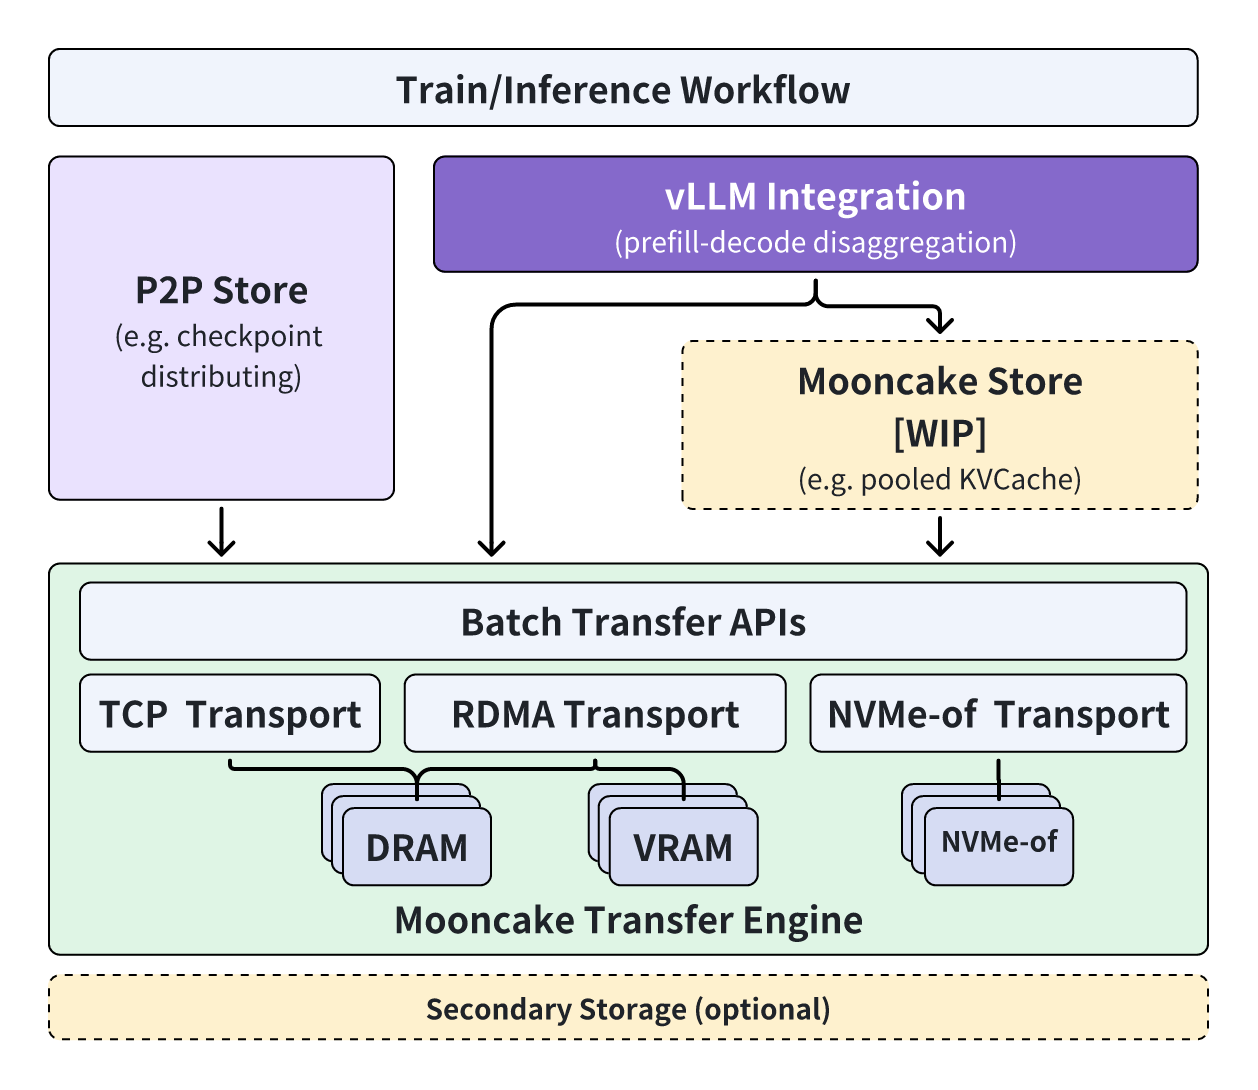 Train/Inference Workflow
P2P Store
(e.g. checkpoint
distributing)
vLLM Integration
(prefill-decode disaggregation)
Mooncake Store
[WIP]
(e.g. pooled KVCache)
Batch Transfer APIs
TCP Transport
RDMA Transport
NVMe-of Transport
DRAM
VRAM
NVMe-of
Mooncake Transfer Engine
Secondary Storage (optional)